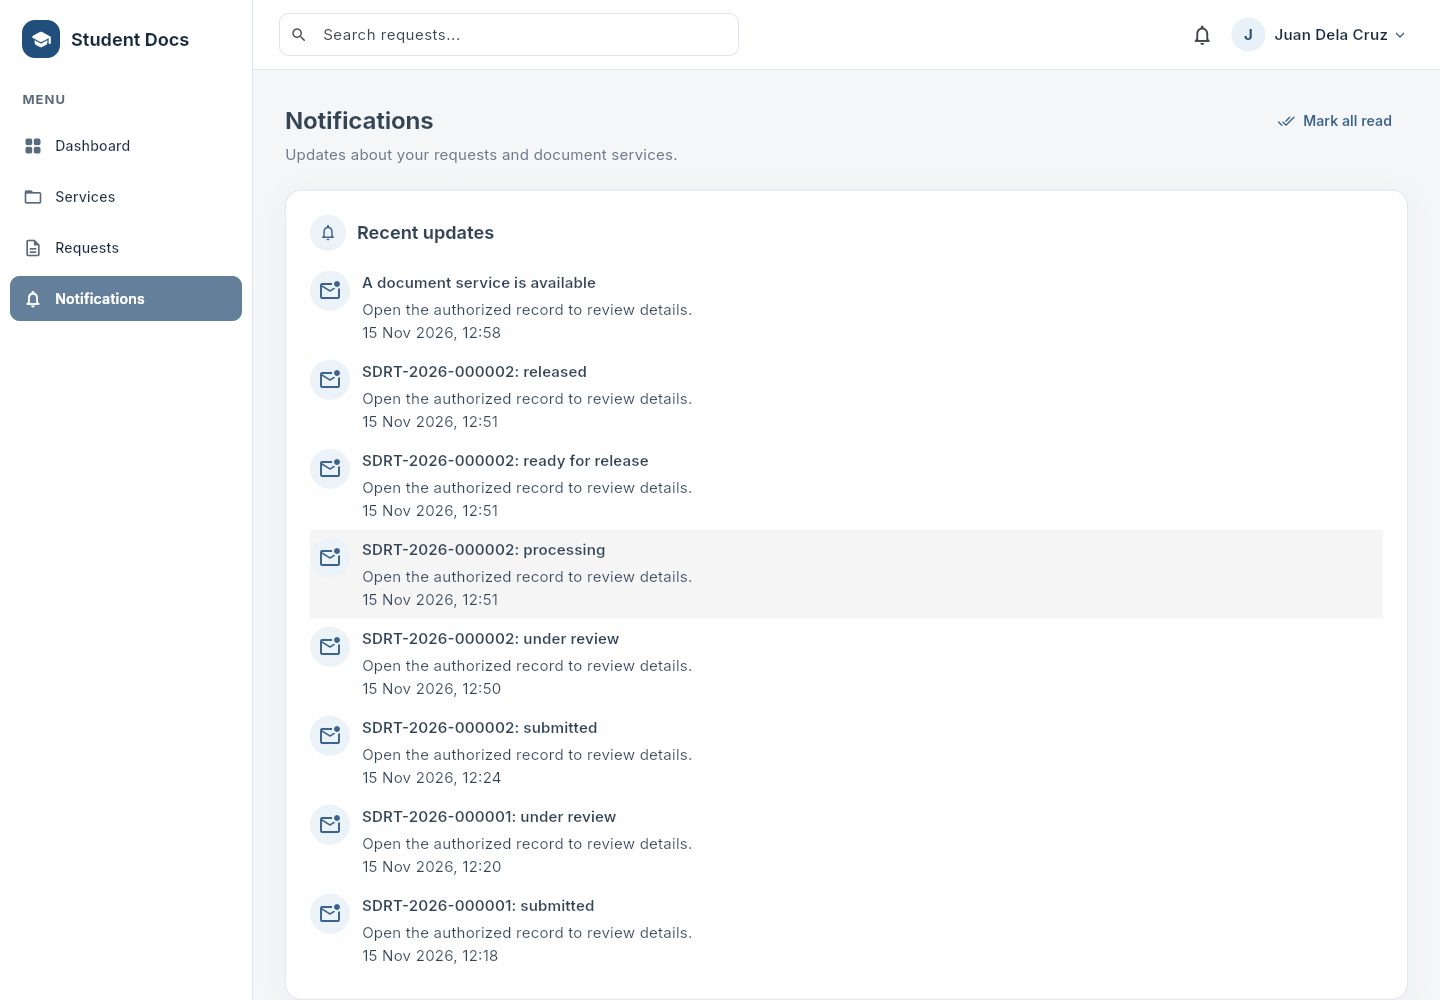 Student Docs
MENU
Dashboard
Services
Requests
Notifications
Search requests...
J
Juan Dela Cruz
Notifications
Mark all read
Updates about your requests and document services.
Recent updates
A document service is available
Open the authorized record to review details.
15 Nov 2026, 12:58
SDRT-2026-000002: released
Open the authorized record to review details.
15 Nov 2026, 12:51
SDRT-2026-000002: ready for release
Open the authorized record to review details.
15 Nov 2026, 12:51
SDRT-2026-000002: processing
Open the authorized record to review details.
15 Nov 2026, 12:51
SDRT-2026-000002: under review
Open the authorized record to review details.
15 Nov 2026, 12:50
SDRT-2026-000002: submitted
Open the authorized record to review details.
15 Nov 2026, 12:24
SDRT-2026-000001: under review
Open the authorized record to review details.
15 Nov 2026, 12:20
SDRT-2026-000001: submitted
Open the authorized record to review details.
15 Nov 2026, 12:18